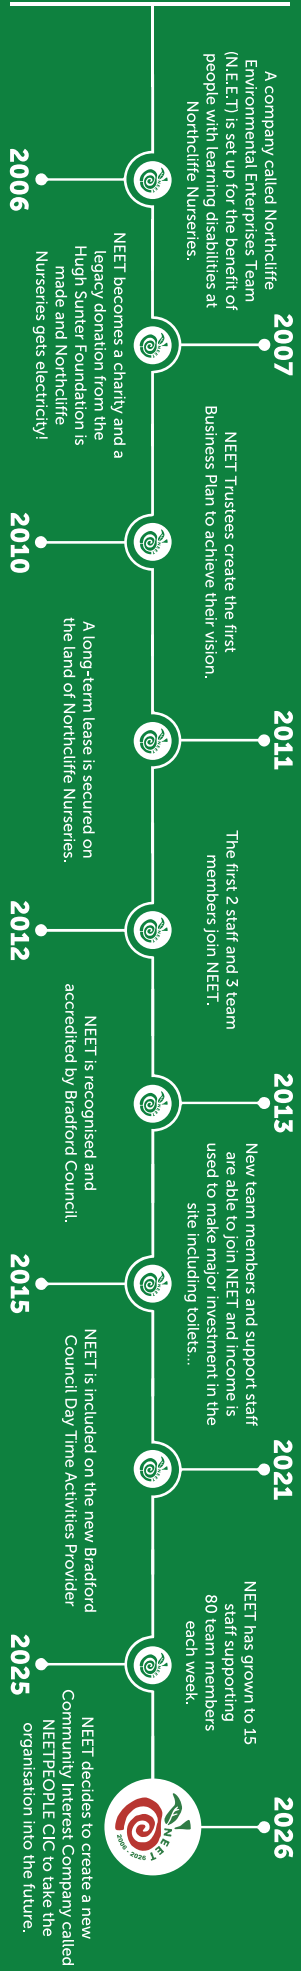 2006
A company called Northcliffe
Environmental Enterprises Team
(N.E.E.T) is set up for the benefit of
people with learning disabilities at
Northcliffe Nurseries.
2007
NEET becomes a charity and a
legacy donation from the
Hugh Sunter Foundation is
made and Northcliffe
Nurseries gets electricity!
2010
NEET Trustees create the first
Business Plan to achieve their vision.
2011
A long-term lease is secured on
the land of Northcliffe Nurseries.
2012
The first 2 staff and 3 team
members join NEET.
2013
NEET is recognised and
accredited by Bradford Council.
2015
New team members and support staff
are able to join NEET and income is
used to make major investment in the
site including toilets...
2021
NEET is included on the new Bradford
Council Day Time Activities Provider
2025
NEET has grown to 15
staff supporting
80 team members
each week.
2026
NEET decides to create a new
Community Interest Company called
NEETPEOPLE CIC to take the
organisation into the future.
NEET
2006 - 2026